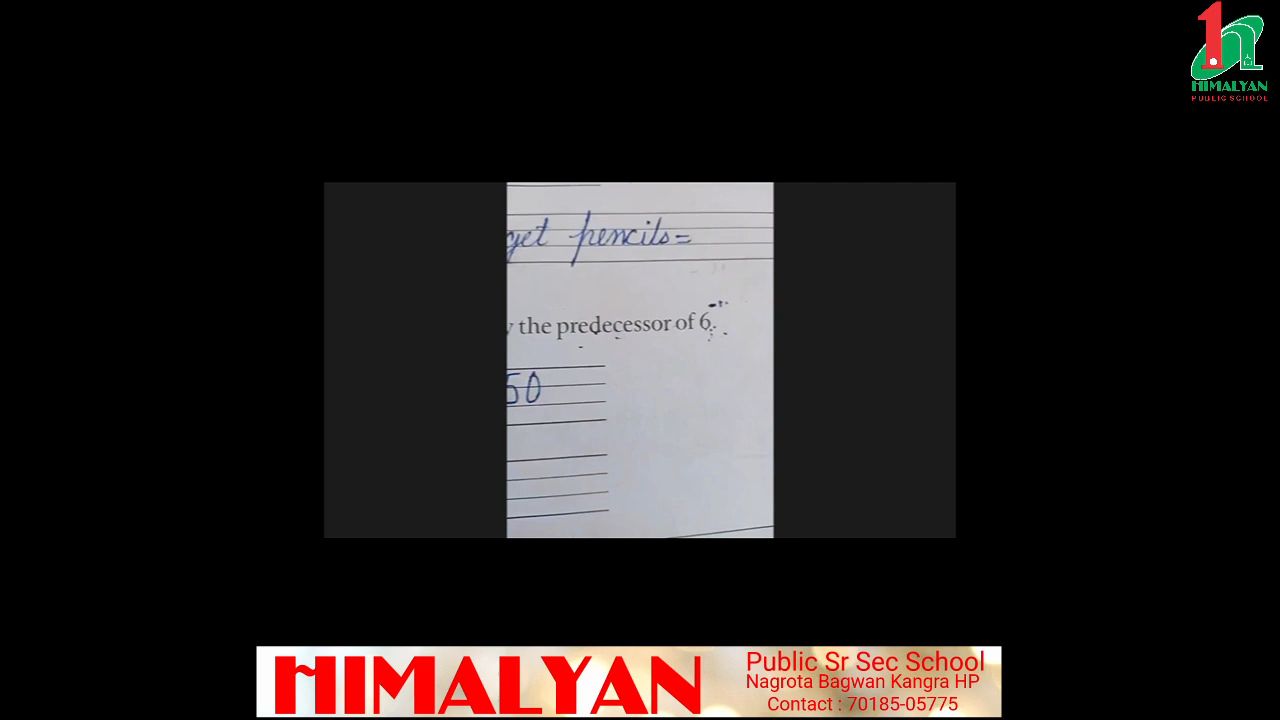 HIMALYAN
PUBLIC SCHOOL
get pencils=
the predecessor of 6.
50
HIMALYAN
Public Sr Sec School
Nagrota Bagwan Kangra HP
Contact : 70185-05775